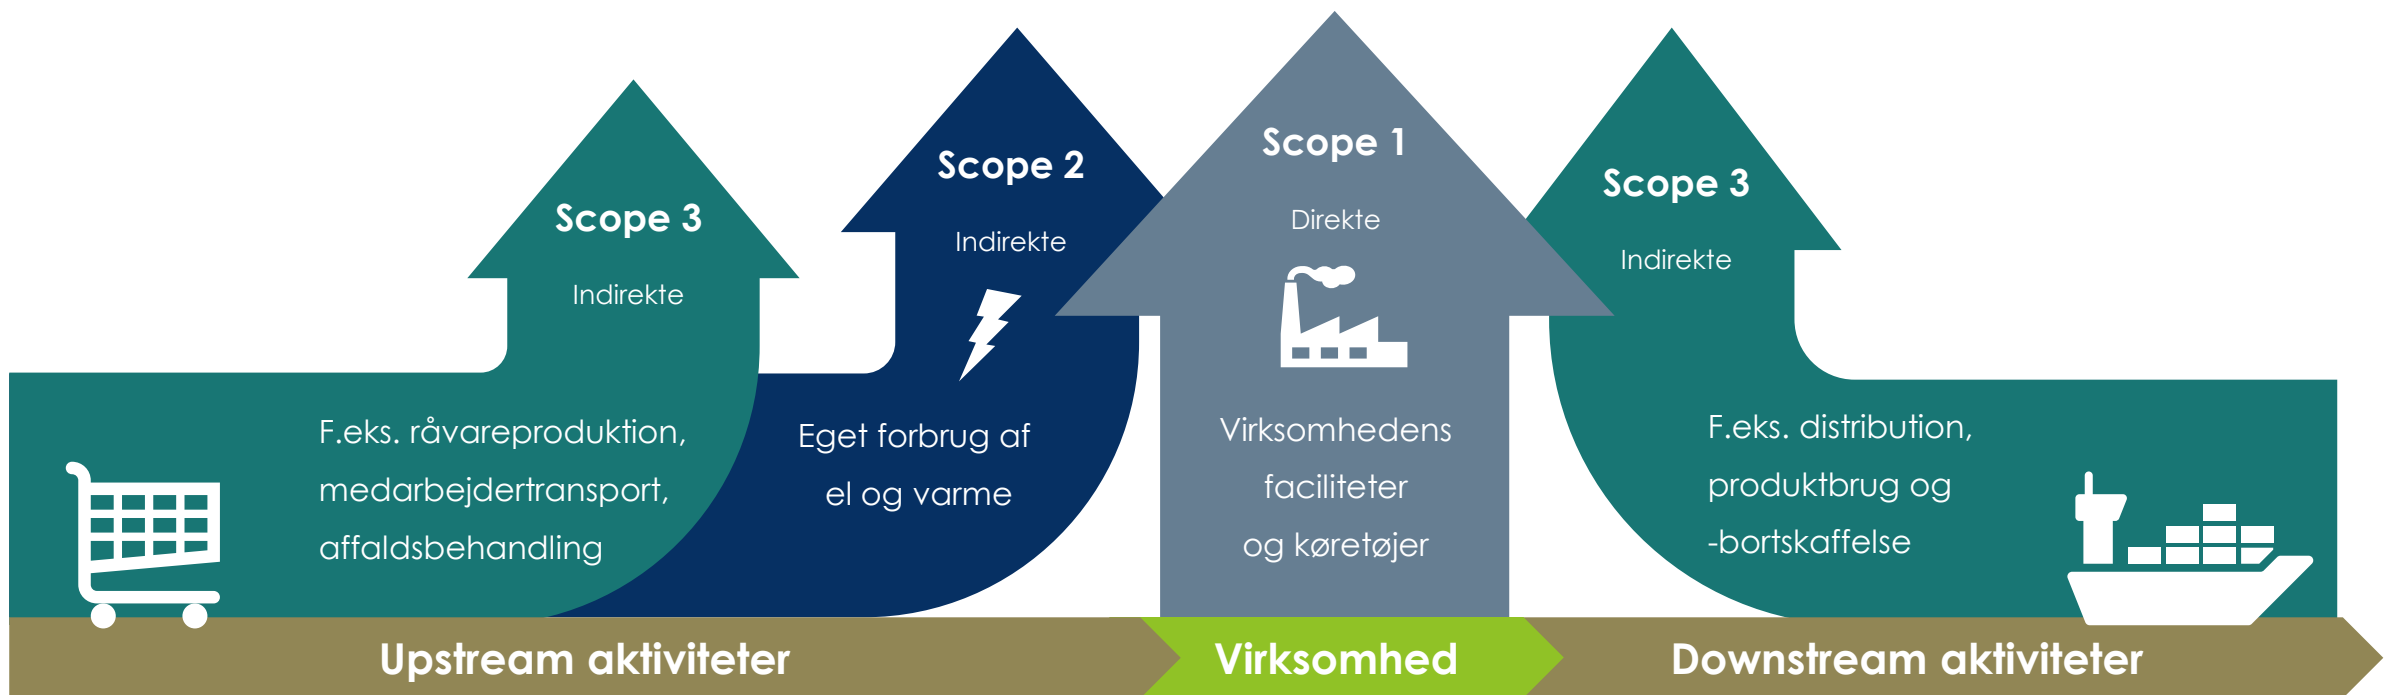 Scope 3
Indirekte
F.eks. råvareproduktion,
medarbejdertransport,
affaldsbehandling
Scope 2
Indirekte
Eget forbrug af
el og varme
Scope 1
Direkte
Virksomhedens
faciliteter
og køretøjer
Scope 3
Indirekte
F.eks. distribution,
produktbrug og
-bortskaffelse
Upstream aktiviteter
Virksomhed
Downstream aktiviteter